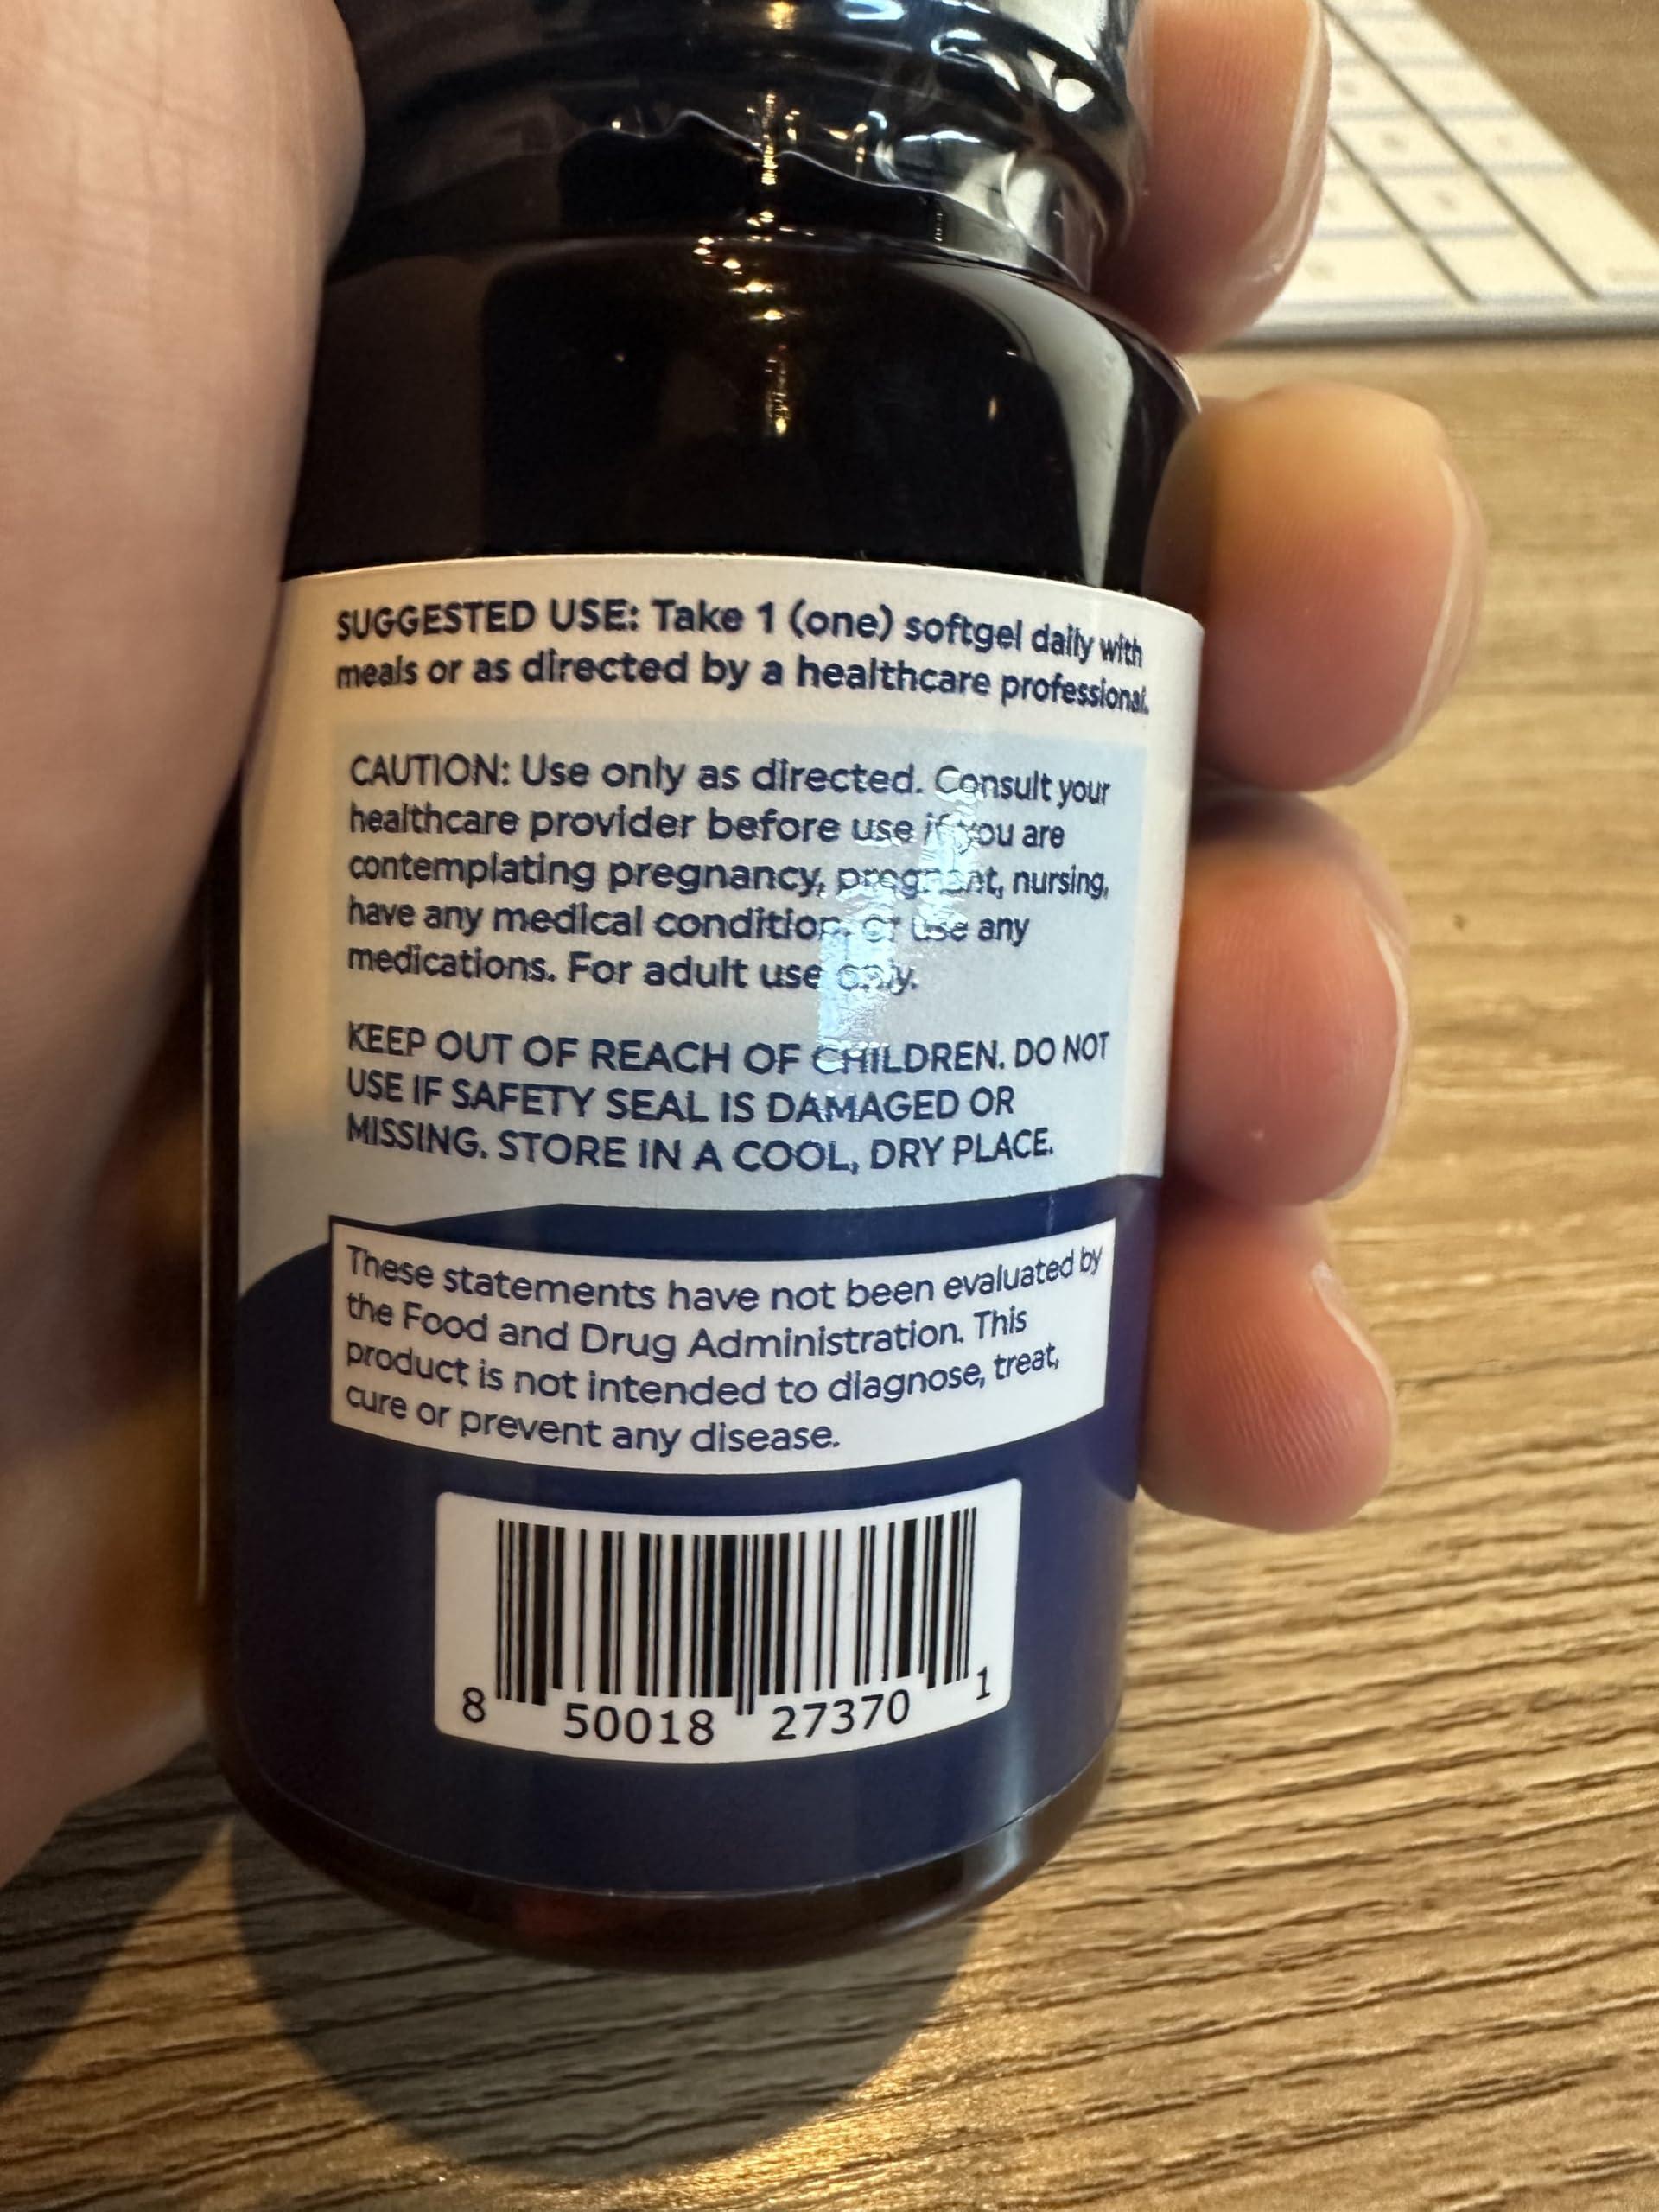 SUGGESTED USE: Take 1 (one) softgel daily with
meals or as directed by a healthcare professional.
CAUTION: Use only as directed. Consult your
healthcare provider before use if you are
contemplating pregnancy, pregnant, nursing,
have any medical condition, or use any
medications. For adult use only.
KEEP OUT OF REACH OF CHILDREN. DO NOT
USE IF SAFETY SEAL IS DAMAGED OR
MISSING. STORE IN A COOL, DRY PLACE.
These statements have not been evaluated by
the Food and Drug Administration. This
product is not intended to diagnose, treat,
cure or prevent any disease.
8 50018 27370 1